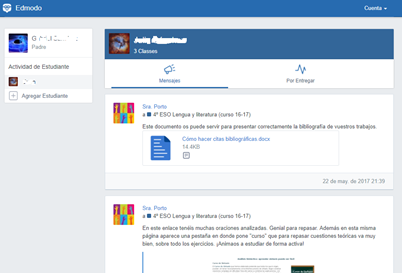 Edmodo
Cuenta
Padre
Actividad de Estudiante
Agregar Estudiante
3 Classes
Mensajes
Por Entregar
Sra. Porto
a 4º ESO Lengua y literatura (curso 16-17)
Este documento os puede servir para presentar correctamente la bibliografía de vuestros trabajos.
Cómo hacer citas bibliográficas.docx
14.4KB
22 de may. de 2017 21:39
Sra. Porto
a 4º ESO Lengua y literatura (curso 16-17)
En este enlace tenéis muchas oraciones analizadas. Genial para repasar. Además en esta misma
página aparece una pestaña en donde pone "curso" que para repasar cuestiones teóricas va muy
bien. sobre todo los ejercicios. ¡Animaos a estudiar de forma activa!